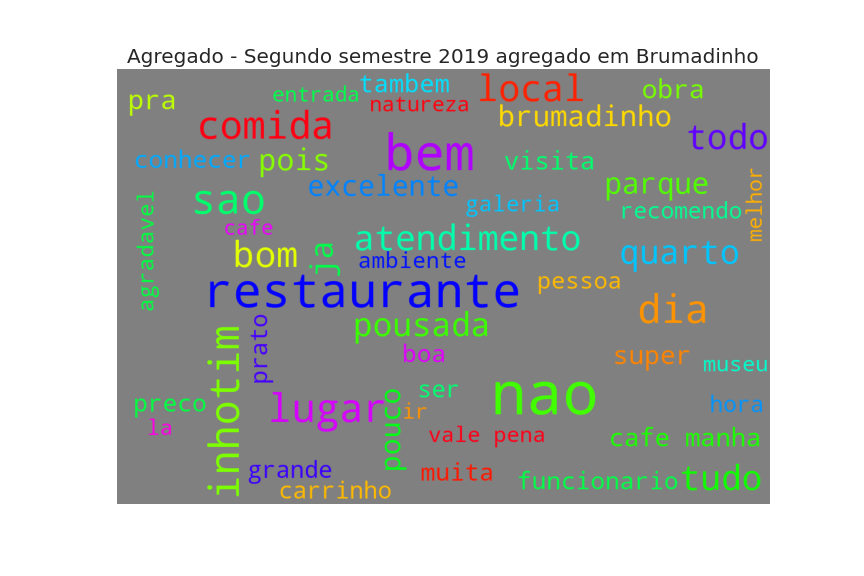 Agregado - Segundo semestre 2019 agregado em Brumadinho
pra
entrada
tambem
natureza
local
obra
comida
brumadinho
todo
conhecer
pois
bem
visita
excelente
parque
melhor
sao
galeria
recomendo
agradavel
cafe
bom
ja
atendimento
ambiente
quarto
restaurante
pessoa
dia
pousada
prato
boa
super
museu
inhotim
nao
preco
la
lugar
pouco
ser
ir
hora
vale pena
cafe manha
grande
carrinho
muita
funcionario
tudo